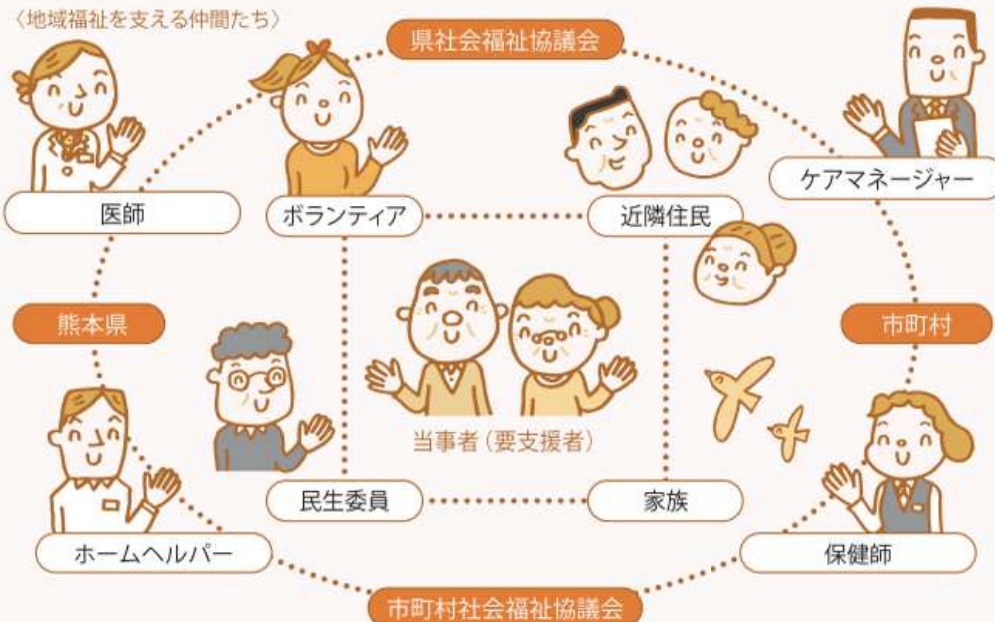 〈地域福祉を支える仲間たち〉
県社会福祉協議会
医師
ボランティア
近隣住民
ケアマネージャー
熊本県
市町村
当事者（要支援者）
民生委員
家族
ホームヘルパー
保健師
市町村社会福祉協議会